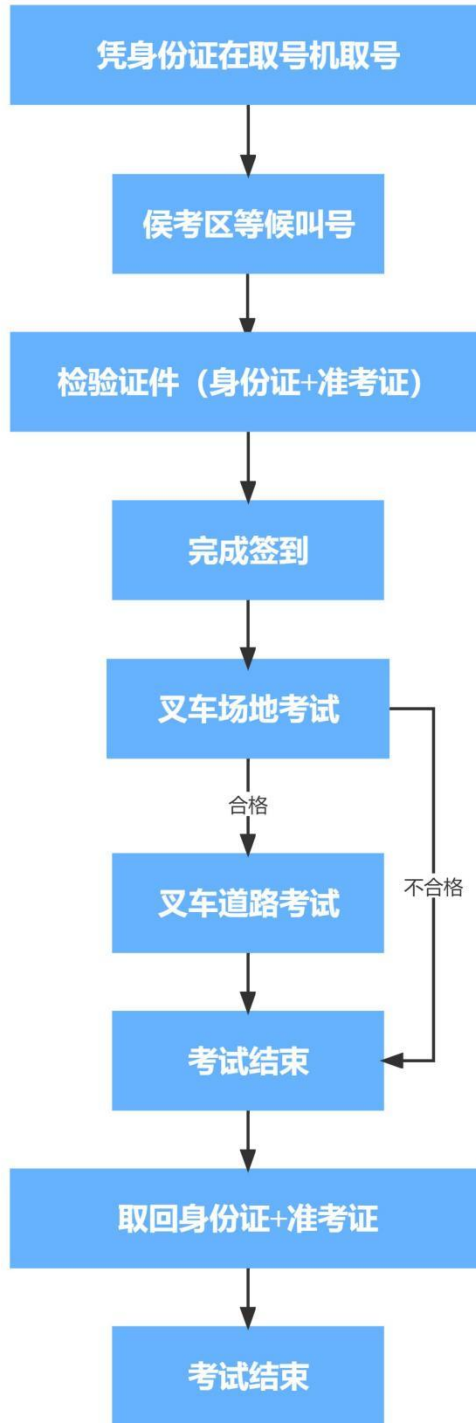 凭身份证在取号机取号
侯考区等候叫号
检验证件（身份证+准考证）
完成签到
叉车场地考试
合格
叉车道路考试
不合格
考试结束
取回身份证+准考证
考试结束